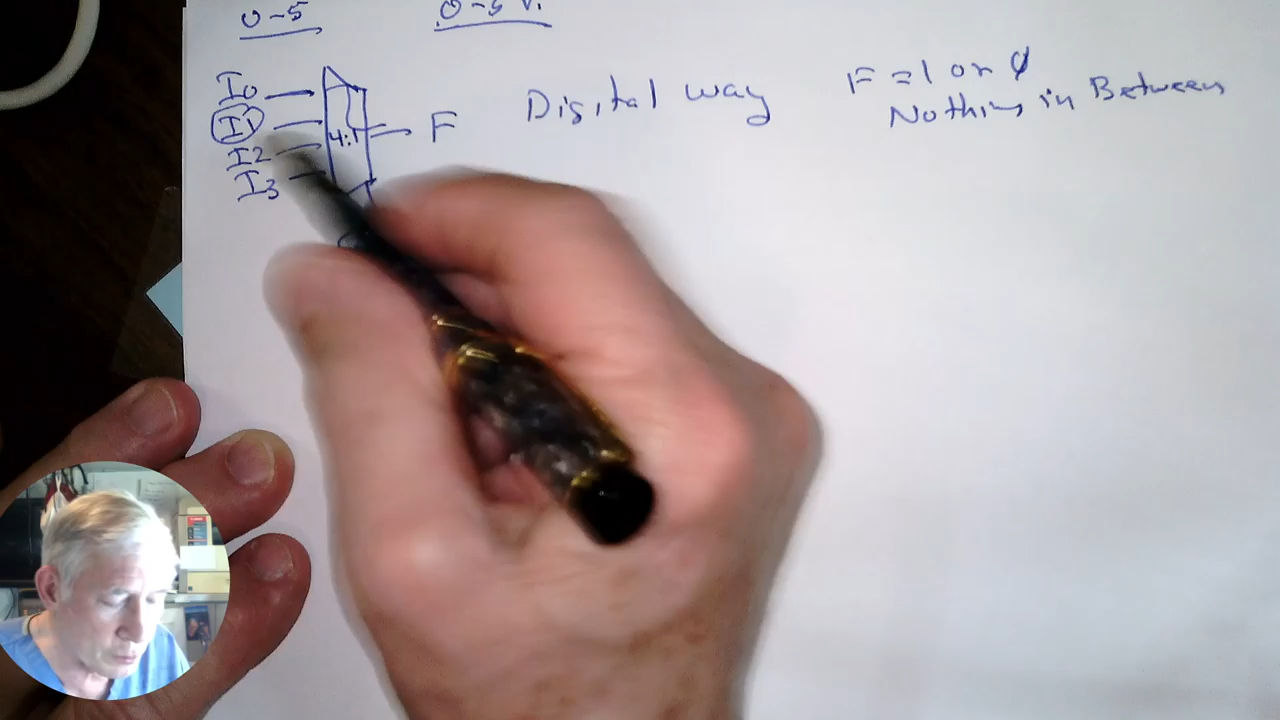 0-5
0-5 V.
I0
I1
I2
I3
4:1
F
Digital way
F = 1 or 0
Nothing in Between